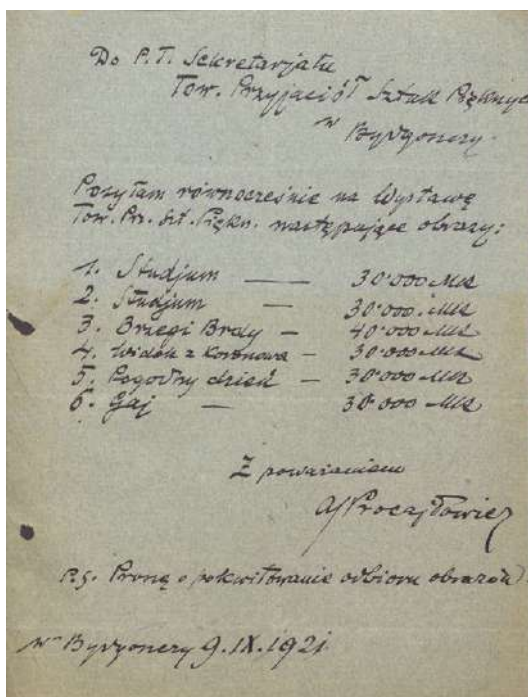 Do P.T. Sekretarjatu
Tow. Przyjaciół Sztuk Pięknych
w
Bydgoszczy.
Posyłam równocześnie na Wystawę
Tow. Prz. Szt. Piękn. następujące obrazy:
1. Studjum — 30.000 Mk
2. Studjum — 30.000 Mk
3. Brzegi Brdy — 40.000 Mk
4. Widok z Koronowa — 30.000 Mk
5. Pogodny dzień — 30.000 Mk
6. Gaj — 30.000 Mk
Z poważaniem
A Procajłowicz
P.S. Proszę o pokwitowanie odbioru obrazów.
w Bydgoszczy 9.IX.1921